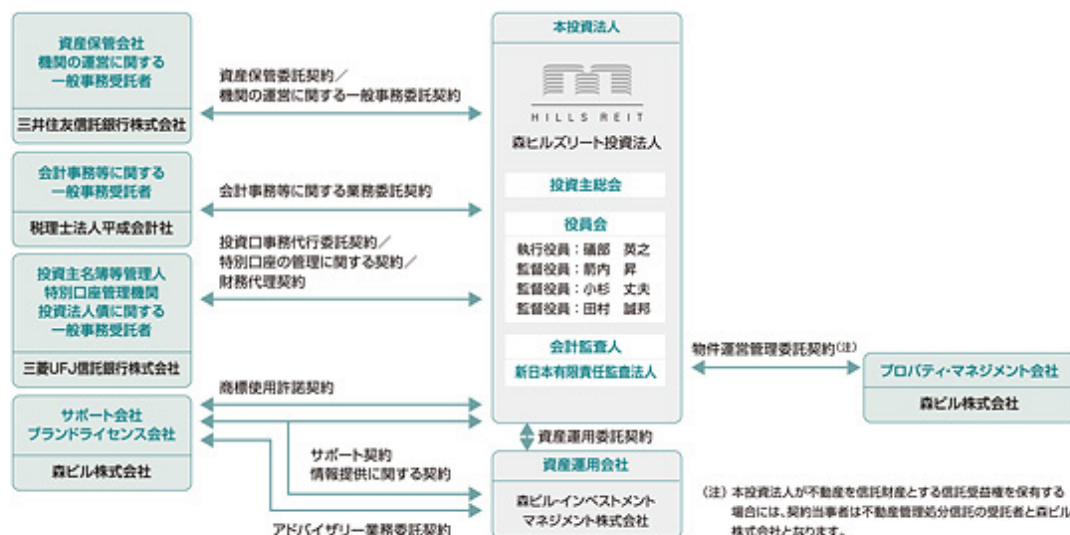 資産保管会社
機関の運営に関する
一般事務受託者
三井住友信託銀行株式会社
会計事務等に関する
一般事務受託者
税理士法人平成会計社
投資主名簿等管理人
特別口座管理機関
投資法人債に関する
一般事務受託者
三菱UFJ信託銀行株式会社
サポート会社
ブランドライセンス会社
森ビル株式会社
資産保管委託契約/
機関の運営に関する一般事務委託契約
会計事務等に関する業務委託契約
投資口事務代行委託契約/
特別口座の管理に関する契約/
財務代理契約
商標使用許諾契約
サポート契約
情報提供に関する契約
アドバイザリー業務委託契約
本投資法人
HILLS REIT
森ヒルズリート投資法人
投資主総会
役員会
執行役員:礒部 英之
監督役員:箭内 昇
監督役員:小杉 丈夫
監督役員:田村 誠邦
会計監査人
新日本有限責任監査法人
資産運用委託契約
資産運用会社
森ビル・インベストメント
マネジメント株式会社
物件運営管理委託契約(注)
プロパティ・マネジメント会社
森ビル株式会社
(注) 本投資法人が不動産を信託財産とする信託受益権を保有する
場合には、契約当事者は不動産管理処分信託の受託者と森ビル
株式会社となります。